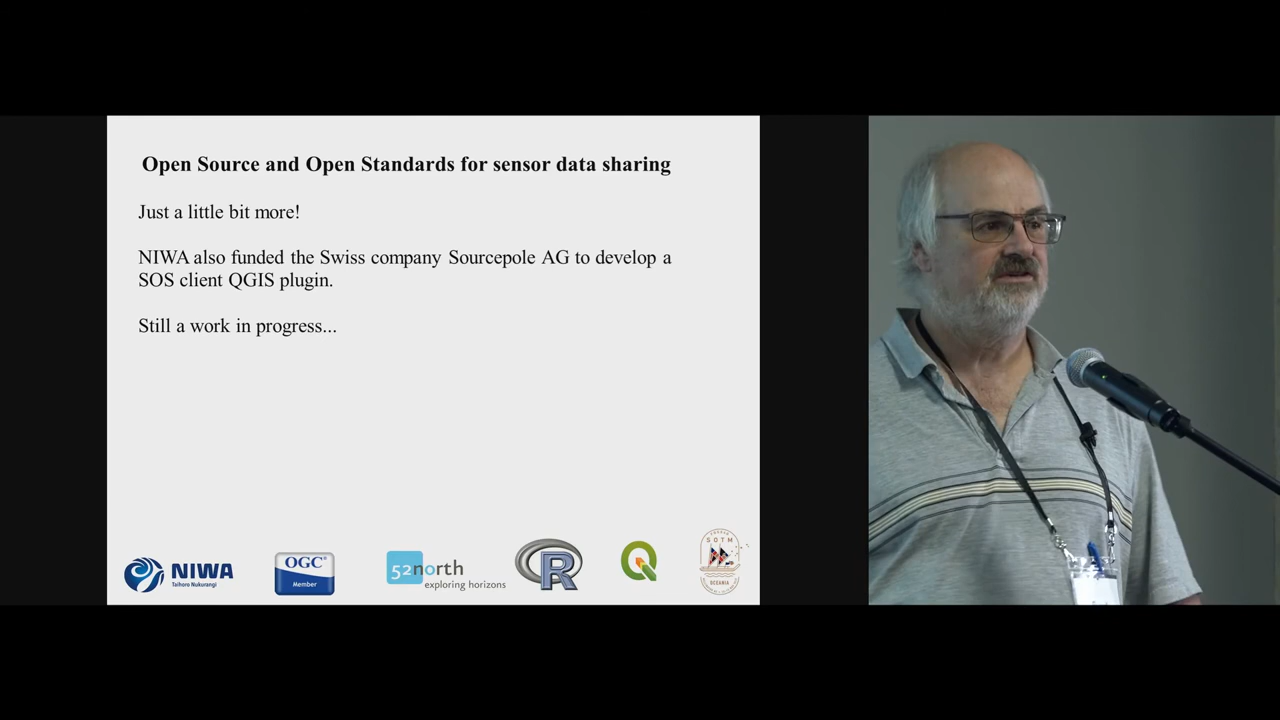 Open Source and Open Standards for sensor data sharing
Just a little bit more!
NIWA also funded the Swiss company Sourcepole AG to develop a
SOS client QGIS plugin.
Still a work in progress...
NIWA
Taihoro Nukurangi
OGC®
Member
52north
exploring horizons
R
SOTM
OCEANIA